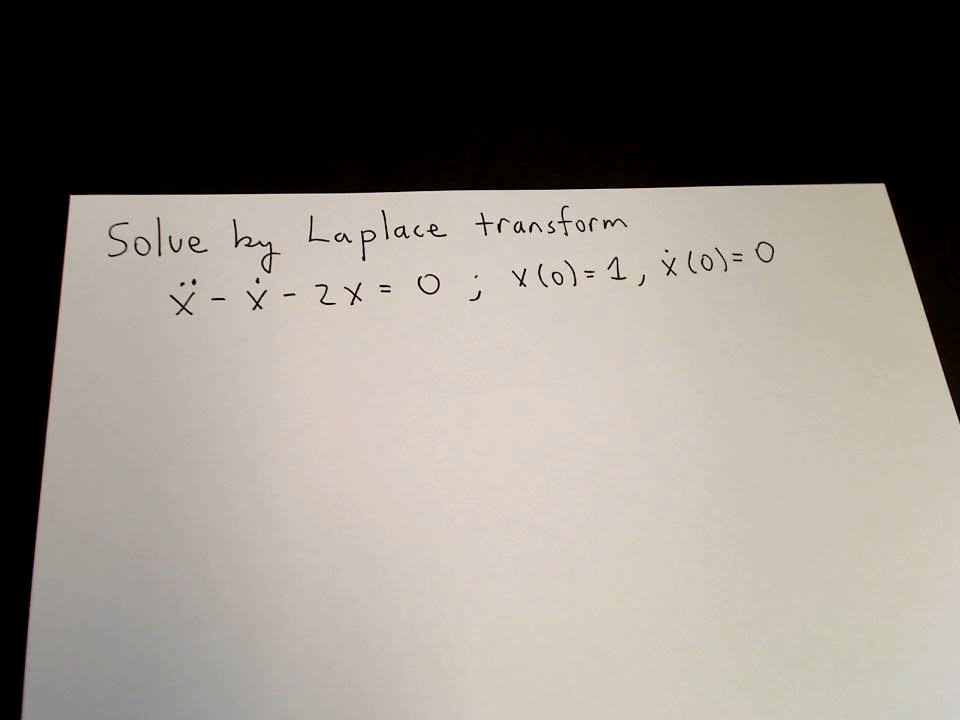 Solve by Laplace transform
ẍ - ẋ - 2x = 0 ; x(0) = 1, ẋ(0) = 0